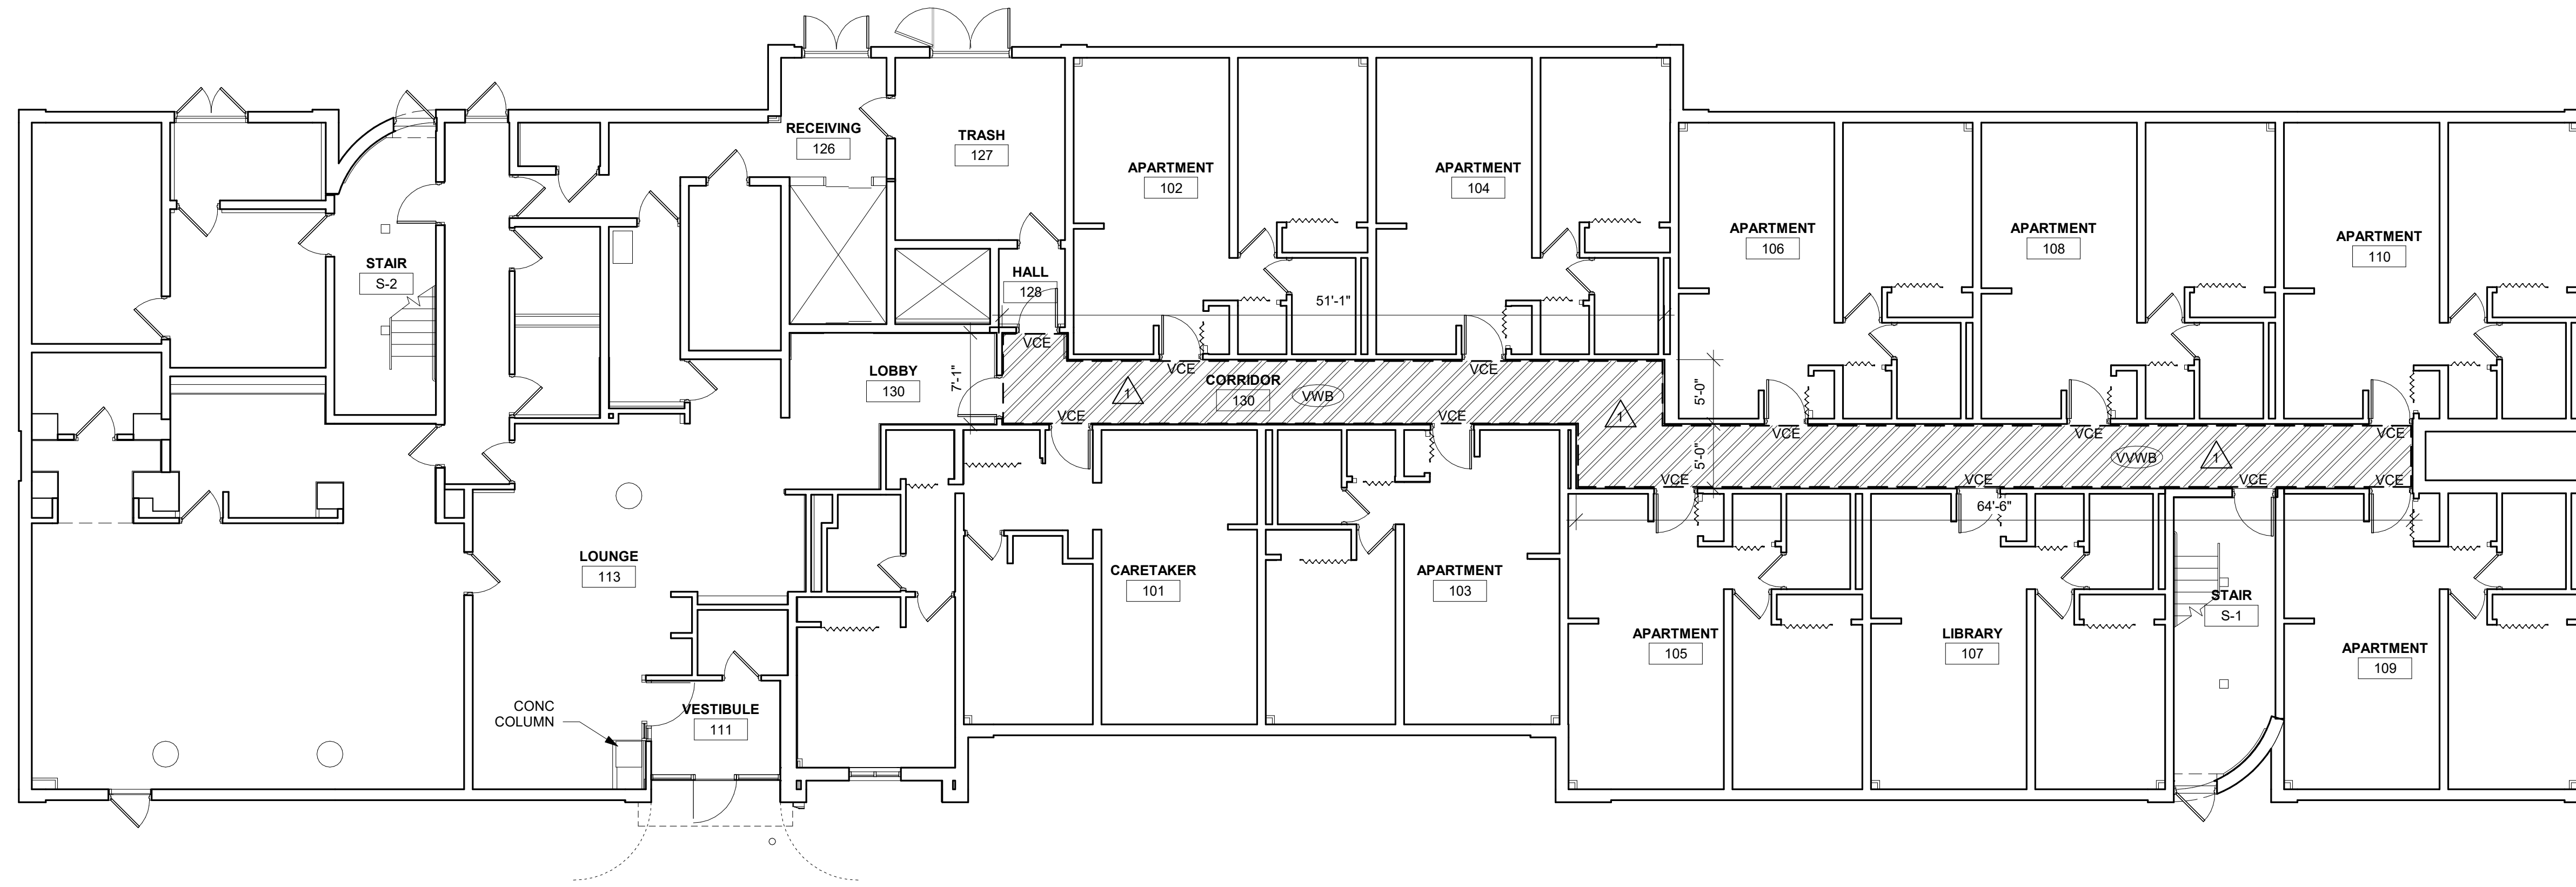 RECEIVING
126
TRASH
127
APARTMENT
102
APARTMENT
104
APARTMENT
106
APARTMENT
108
APARTMENT
110
STAIR
S-2
HALL
128
51'-1"
VCE
LOBBY
130
7'-1"
VCE
VCE
CORRIDOR
130
VWB
1
5'-0"
VCE
VCE
1
VCE
VCE
VCE
5'-0"
VVWB
1
VCE
VCE
VCE
VCE
64'-6"
LOUNGE
113
CARETAKER
101
APARTMENT
103
APARTMENT
105
LIBRARY
107
STAIR
S-1
APARTMENT
109
CONC
COLUMN
VESTIBULE
111